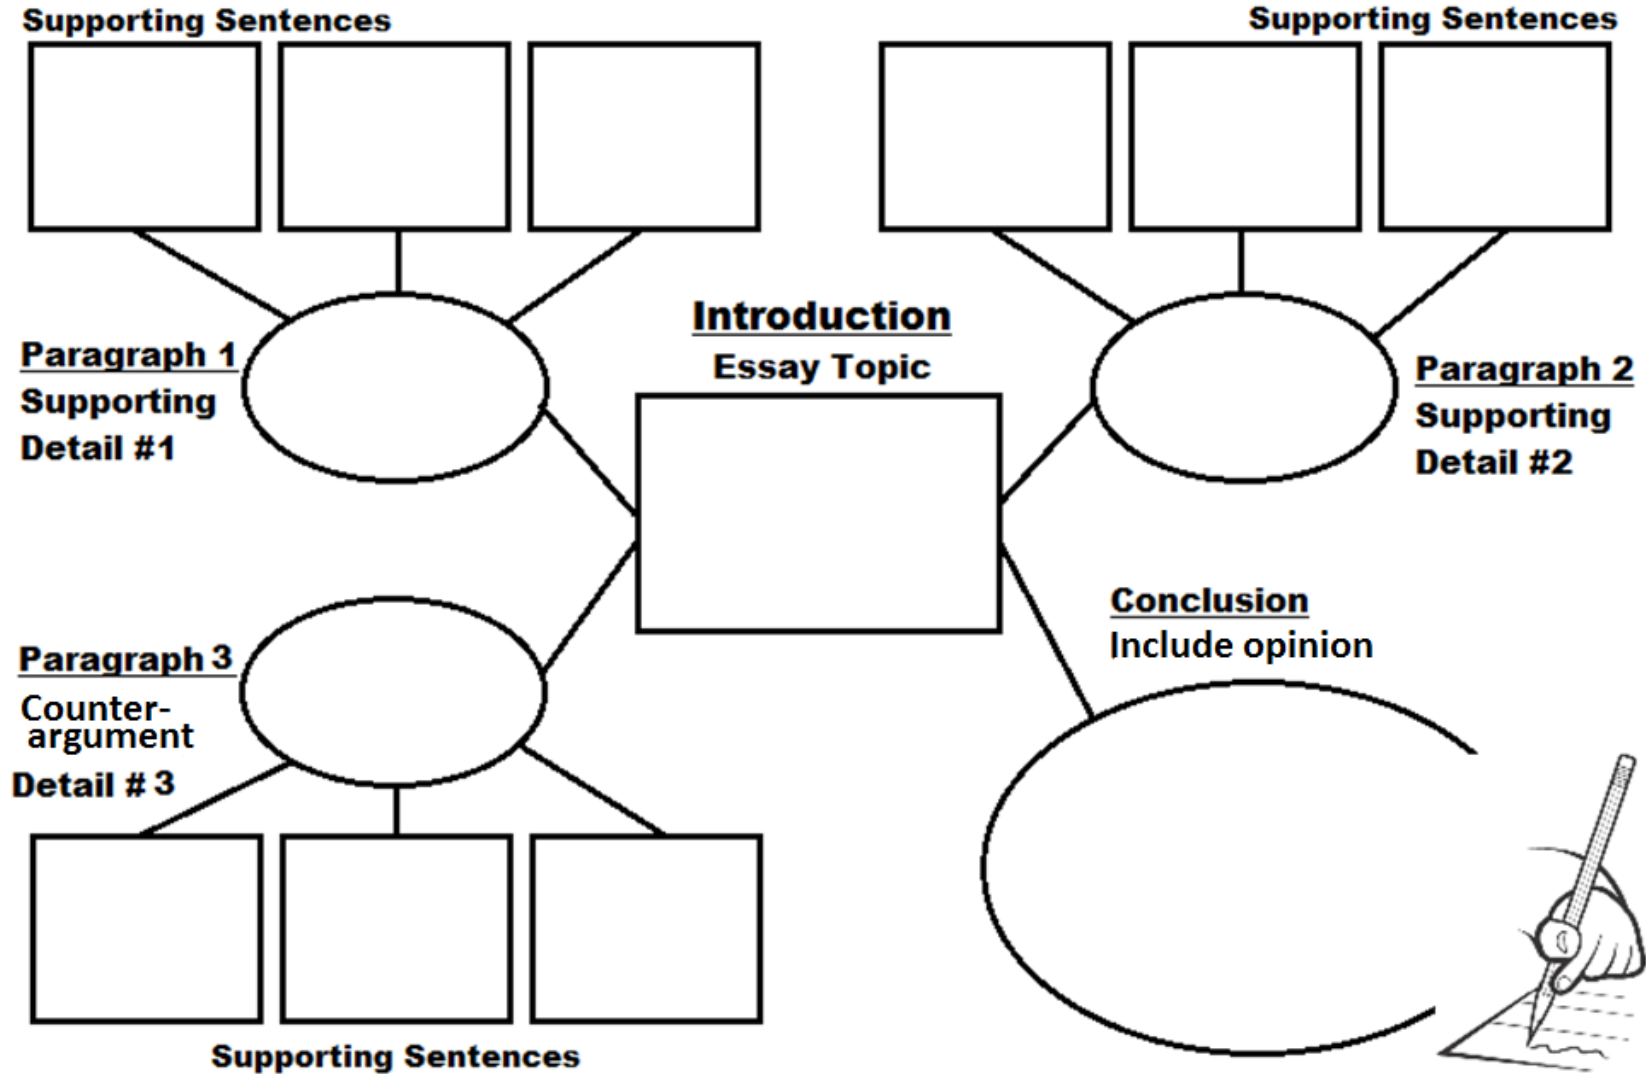 Supporting Sentences
Supporting Sentences
Introduction
Essay Topic
Paragraph 1
Supporting
Detail #1
Paragraph 2
Supporting
Detail #2
Paragraph 3
Counter-
argument
Detail # 3
Conclusion
Include opinion
Supporting Sentences